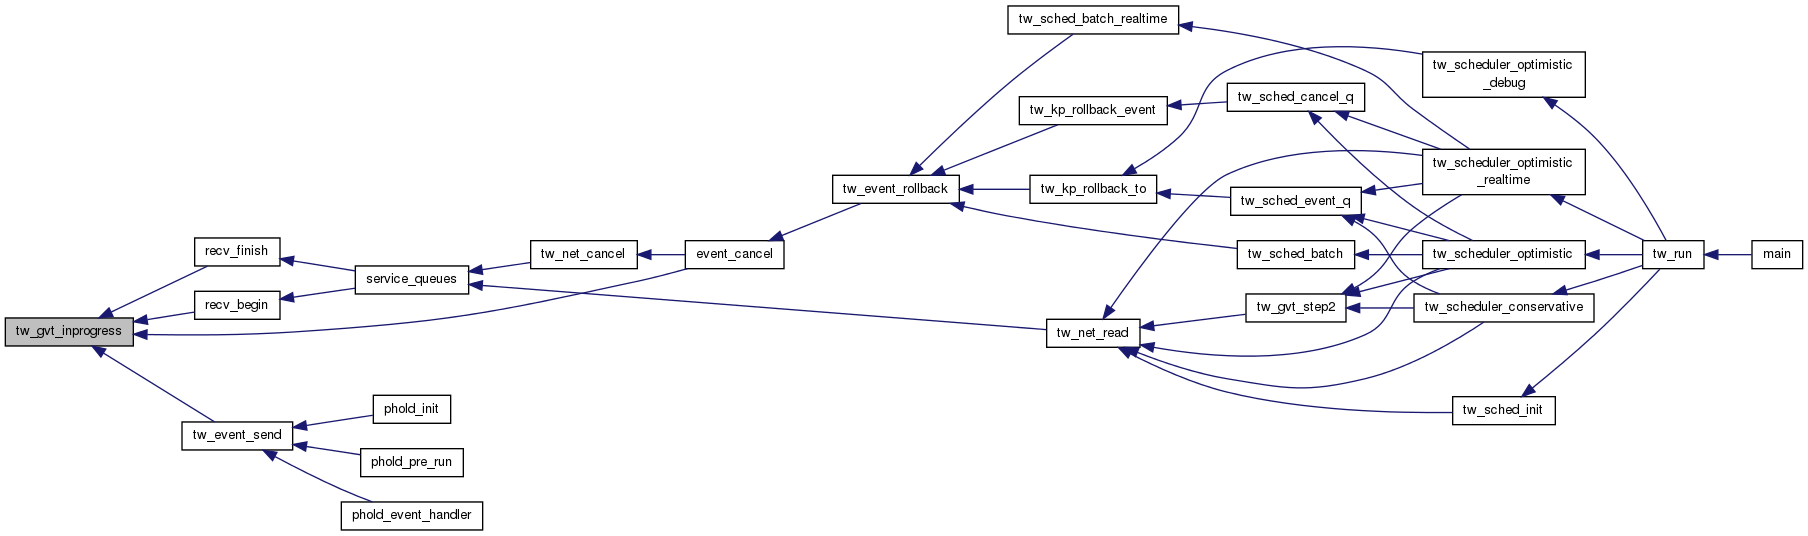 tw_sched_batch_realtime
tw_scheduler_optimistic
_debug
tw_sched_cancel_q
tw_kp_rollback_event
tw_scheduler_optimistic
_realtime
tw_event_rollback
tw_kp_rollback_to
tw_sched_event_q
recv_finish
tw_net_cancel
event_cancel
tw_sched_batch
tw_scheduler_optimistic
tw_run
main
service_queues
recv_begin
tw_gvt_step2
tw_scheduler_conservative
tw_gvt_inprogress
tw_net_read
phold_init
tw_sched_init
tw_event_send
phold_pre_run
phold_event_handler